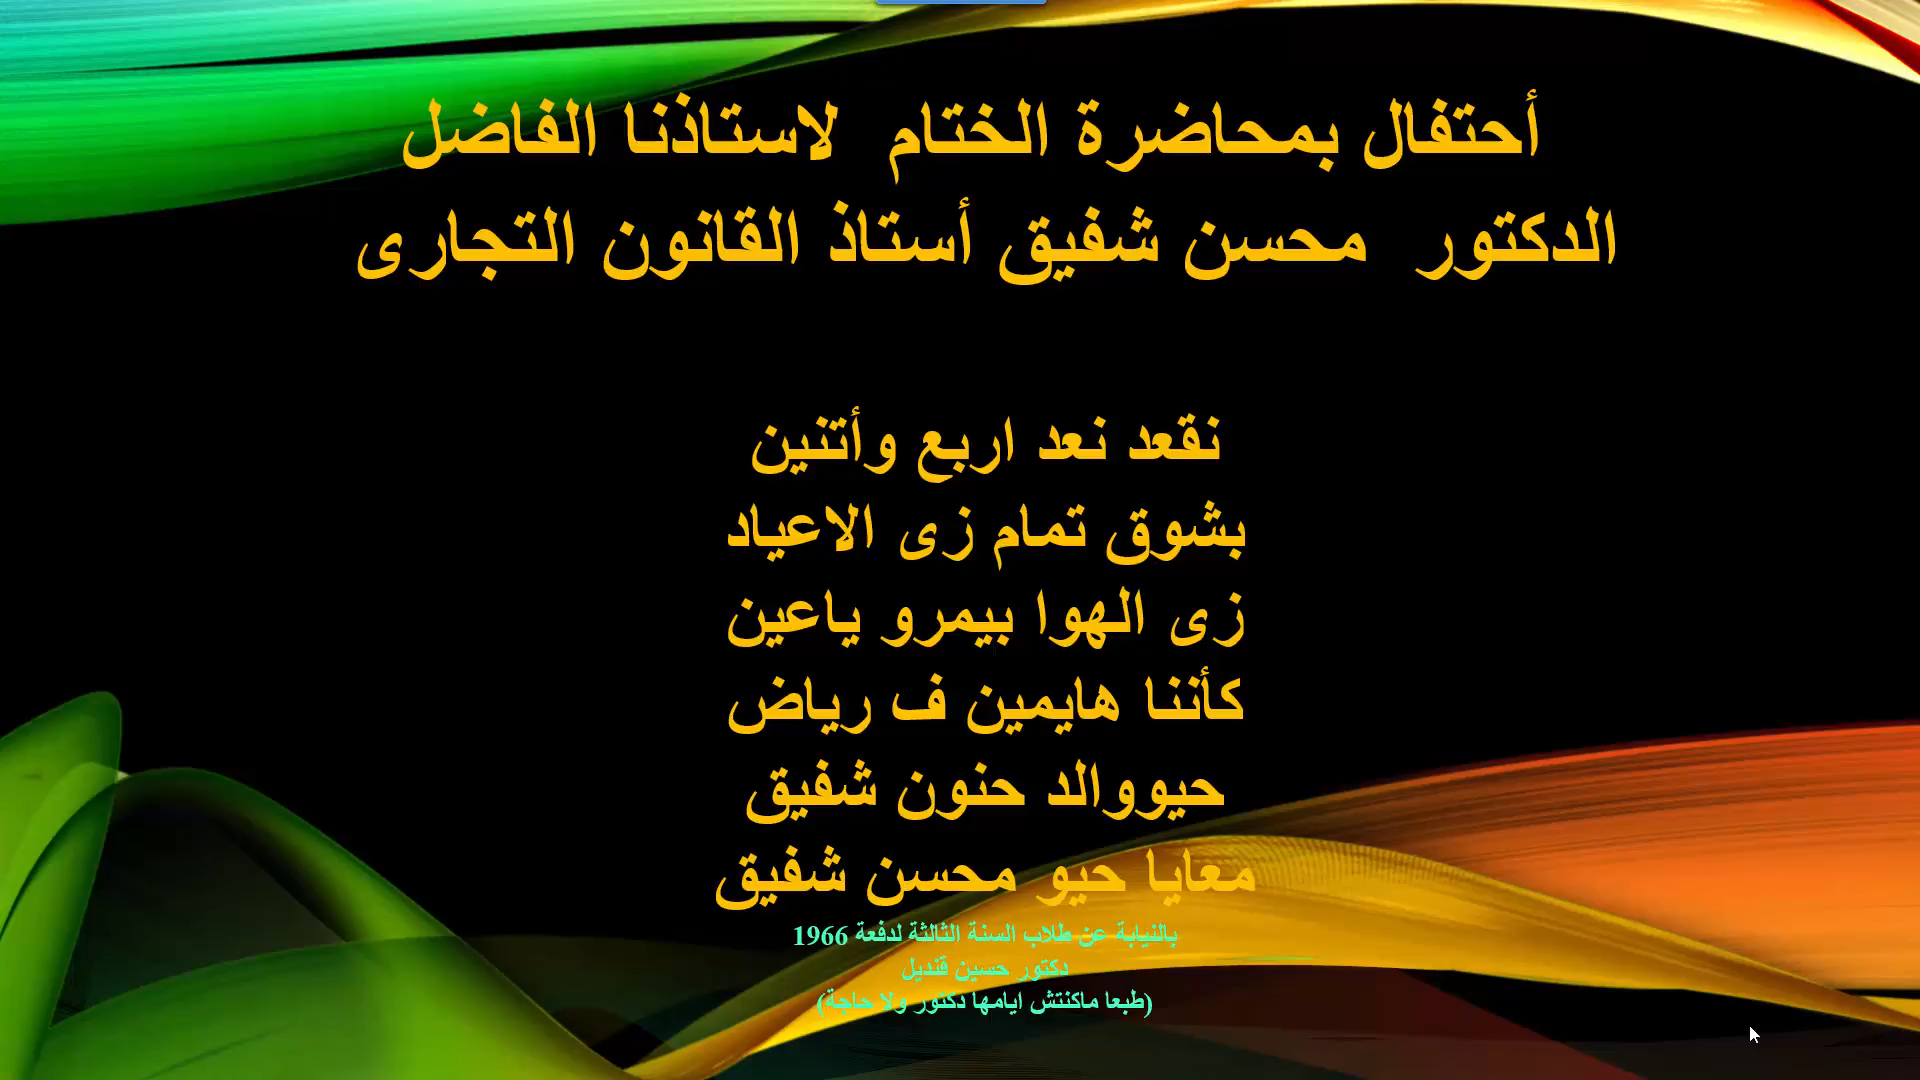 أحتفال بمحاضرة الختام لاستاذنا الفاضل
الدكتور محسن شفيق أستاذ القانون التجارى
نقعد نعد اربع وأتنين
بشوق تمام زى الاعياد
زى الهوا بيمرو ياعين
كأننا هايمين ف رياض
حيووالد حنون شفيق
معايا حيو محسن شفيق
بالنيابة عن طلاب السنة الثالثة لدفعة 1966
دكتور حسين قنديل
(طبعا ماكنتش ايامها دكتور ولا حاجة)